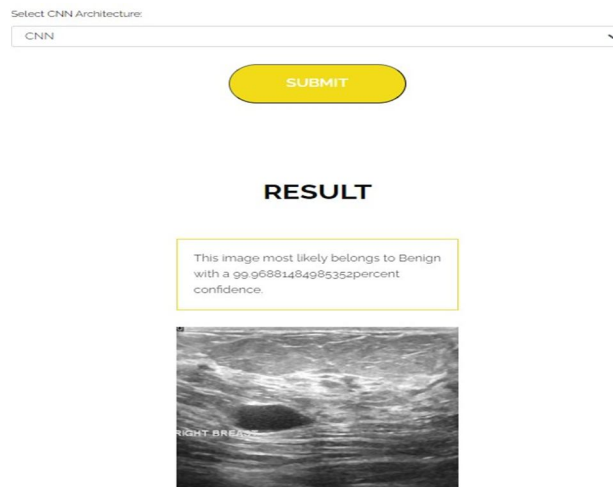 Select CNN Architecture:
CNN
SUBMIT
RESULT
This image most likely belongs to Benign
with a 99.96881484985352percent
confidence.
RIGHT BREAST